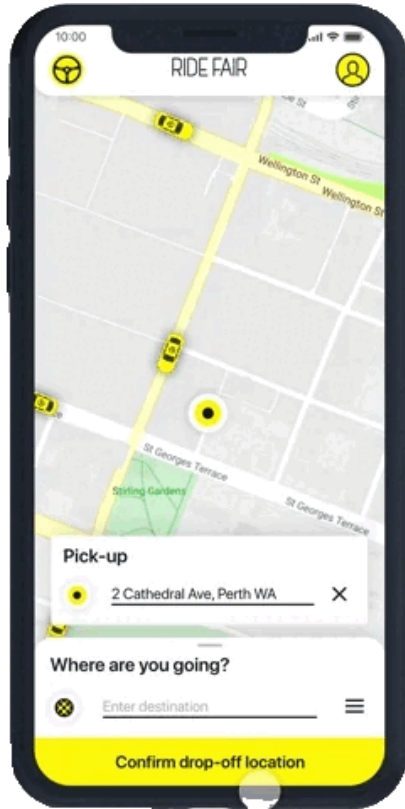 10:00
RIDE FAIR
Wellington St
Wellington St
St Georges Terrace
Stirling Gardens
St Georges Terrace
Pick-up
2 Cathedral Ave, Perth WA
Where are you going?
Enter destination
Confirm drop-off location